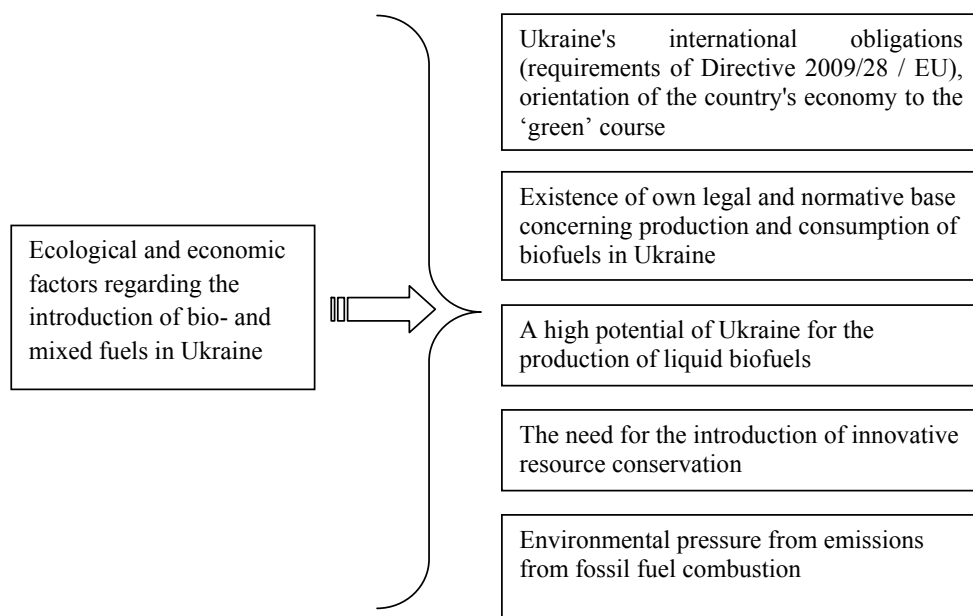 Ukraine's international obligations
(requirements of Directive 2009/28 / EU),
orientation of the country's economy to the
‘green’ course
Existence of own legal and normative base
concerning production and consumption of
biofuels in Ukraine
Ecological and economic
factors regarding the
introduction of bio- and
mixed fuels in Ukraine
A high potential of Ukraine for the
production of liquid biofuels
The need for the introduction of innovative
resource conservation
Environmental pressure from emissions
from fossil fuel combustion